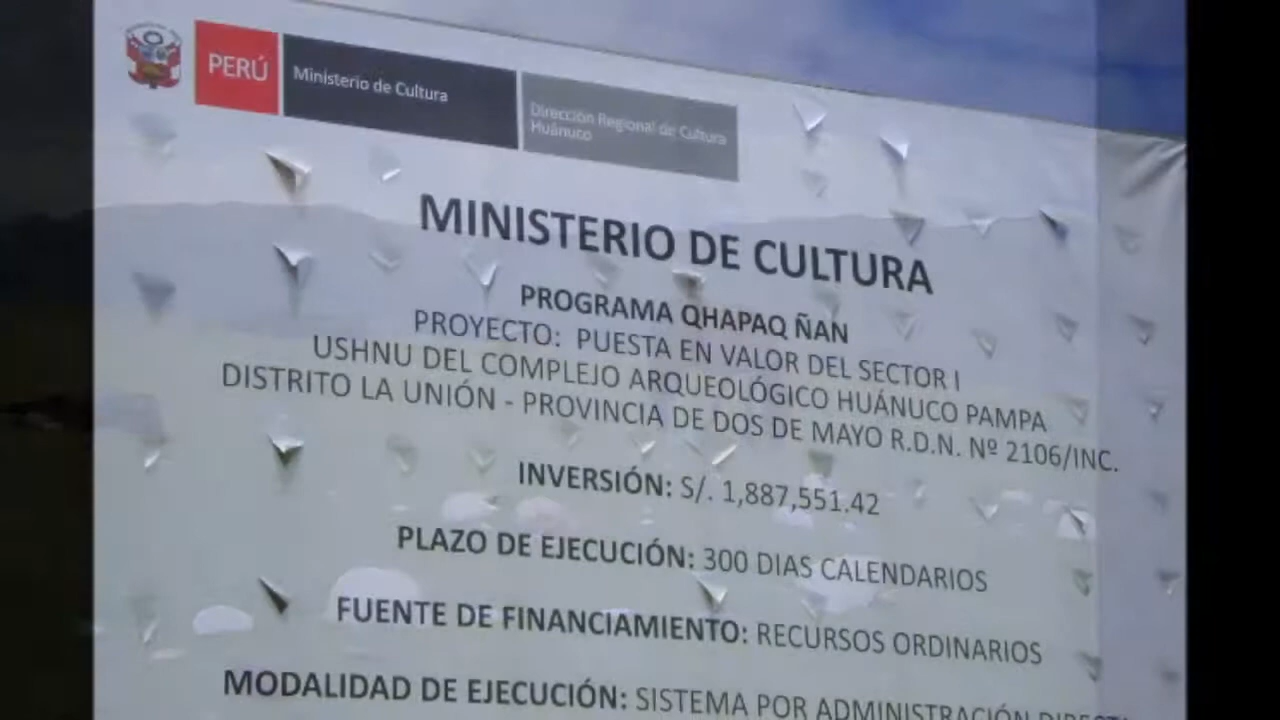 PERÚ
Ministerio de Cultura
Dirección Regional de Cultura
Huánuco
MINISTERIO DE CULTURA
PROGRAMA QHAPAQ ÑAN
PROYECTO: PUESTA EN VALOR DEL SECTOR I
USHNU DEL COMPLEJO ARQUEOLÓGICO HUÁNUCO PAMPA
DISTRITO LA UNIÓN - PROVINCIA DE DOS DE MAYO R.D.N. Nº 2106/INC.
INVERSIÓN: S/. 1,887,551.42
PLAZO DE EJECUCIÓN: 300 DIAS CALENDARIOS
FUENTE DE FINANCIAMIENTO: RECURSOS ORDINARIOS
MODALIDAD DE EJECUCIÓN: SISTEMA POR ADMINISTRACIÓN